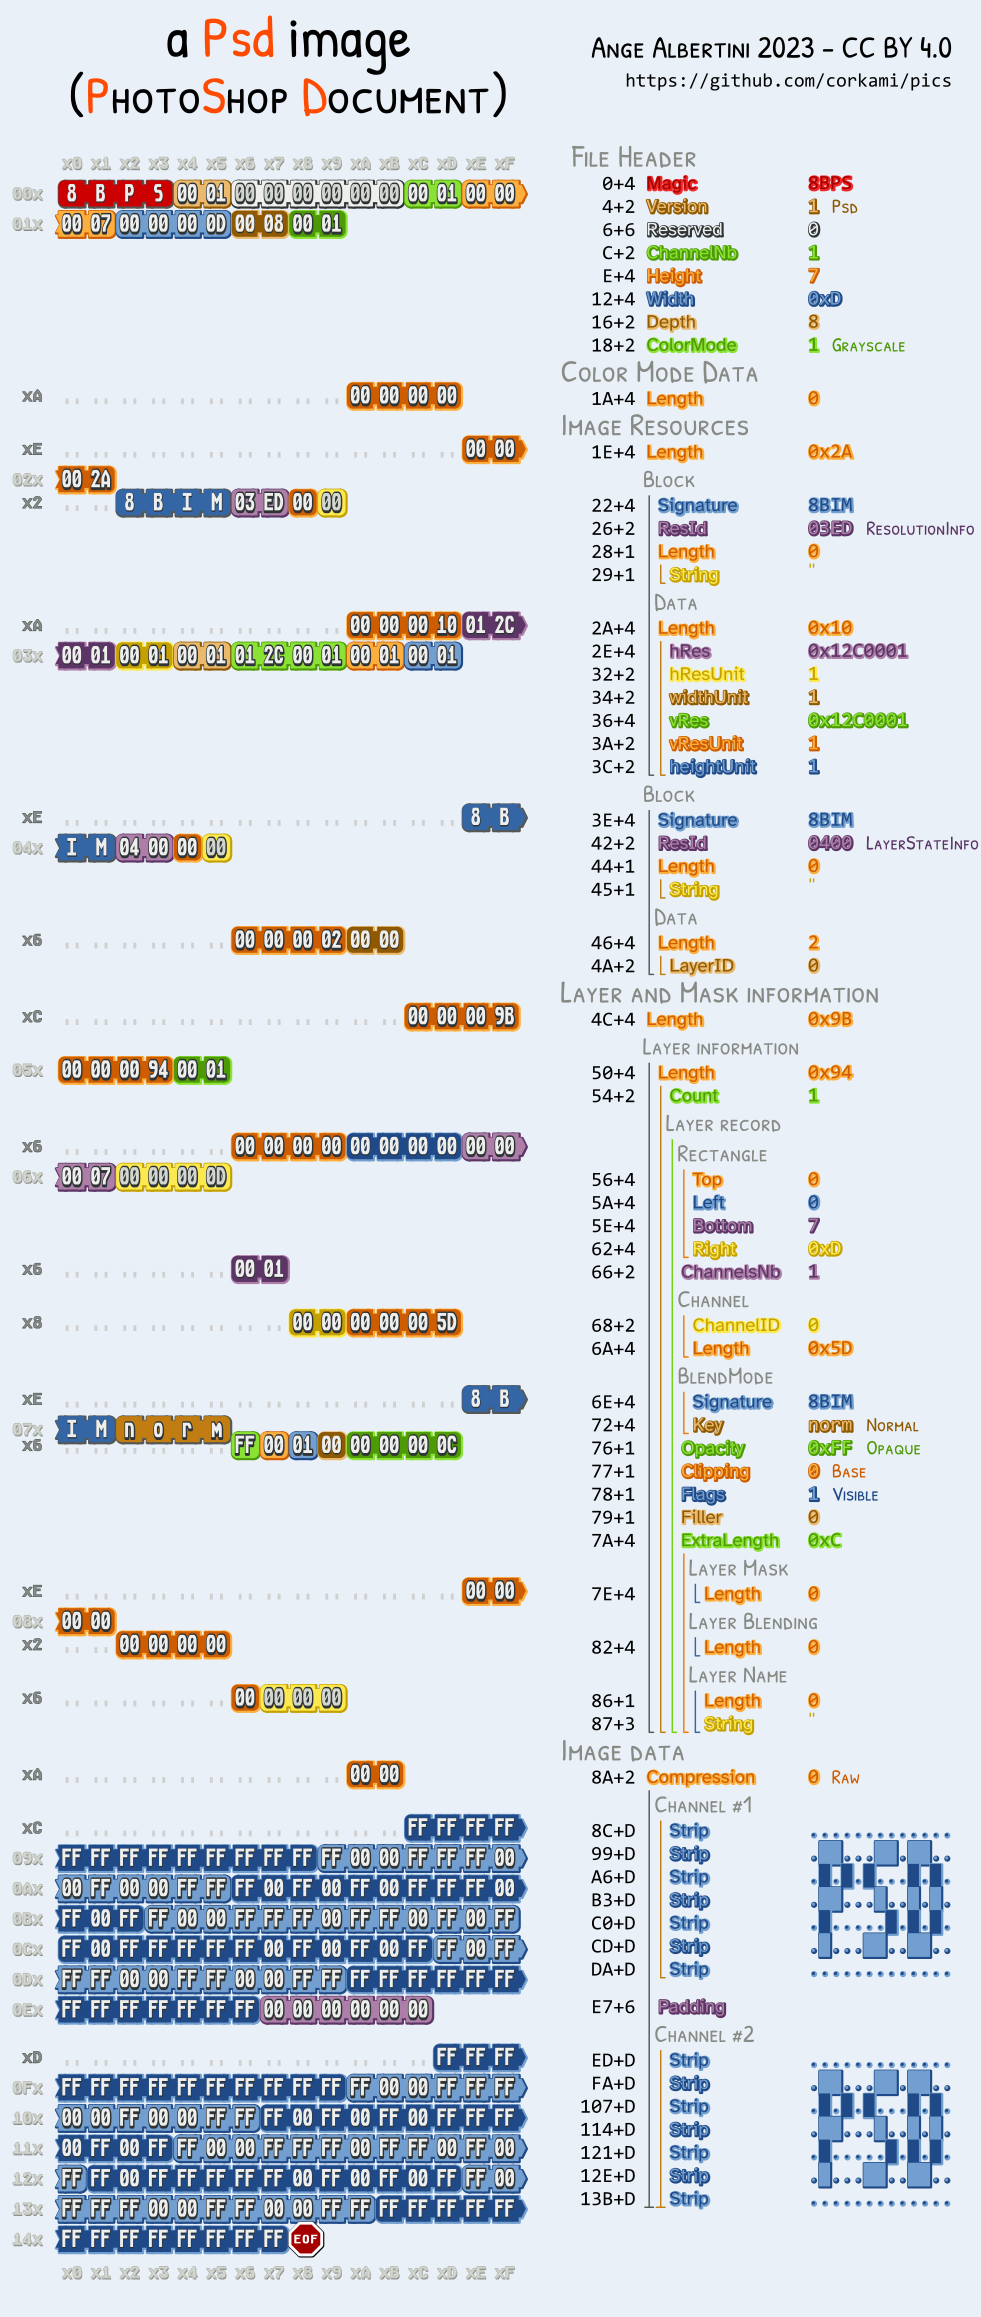 a Psd image
(PhotoShop Document)
Ange Albertini 2023 - CC BY 4.0
https://github.com/corkami/pics
x0 x1 x2 x3 x4 x5 x6 x7 x8 x9 xA xB xC xD xE xF
00x 8 B P S 00 01 00 00 00 00 00 00 00 01 00 00
01x 00 07 00 00 00 0D 00 08 00 01
xA 00 00 00 00
xE 00 00
02x 00 2A
x2 8 B I M 03 ED 00 00
xA 00 00 00 10 01 2C
03x 00 01 00 01 00 01 01 2C 00 01 00 01 00 01
xE 8 B
04x I M 04 00 00 00
x6 00 00 00 02 00 00
xC 00 00 00 9B
05x 00 00 00 94 00 01
x6 00 00 00 00 00 00 00 00 00 00
06x 00 07 00 00 00 0D
x6 00 01
x8 00 00 00 00 00 5D
xE 8 B
07x I M n o r m
x6 FF 00 01 00 00 00 00 0C
xE 00 00
08x 00 00
x2 00 00 00 00
x6 00 00 00 00
xA 00 00
xC FF FF FF FF
09x FF FF FF FF FF FF FF FF FF FF 00 00 FF FF FF 00
0Ax 00 FF 00 00 FF FF FF 00 FF 00 FF 00 FF FF FF 00
0Bx FF 00 FF FF 00 00 FF FF FF 00 FF FF 00 FF 00 FF
0Cx FF 00 FF FF FF FF FF 00 FF 00 FF 00 FF FF 00 FF
0Dx FF FF 00 00 FF FF 00 00 FF FF FF FF FF FF FF FF
0Ex FF FF FF FF FF FF FF 00 00 00 00 00 00
xD FF FF FF
0Fx FF FF FF FF FF FF FF FF FF FF FF 00 00 FF FF FF
10x 00 00 FF 00 00 FF FF FF 00 FF 00 FF 00 FF FF FF
11x 00 FF 00 FF FF 00 00 FF FF FF 00 FF FF 00 FF 00
12x FF FF 00 FF FF FF FF FF 00 FF 00 FF 00 FF FF 00
13x FF FF FF 00 00 FF FF 00 00 FF FF FF FF FF FF FF
14x FF FF FF FF FF FF FF FF EOF
x0 x1 x2 x3 x4 x5 x6 x7 x8 x9 xA xB xC xD xE xF
File Header
0+4 Magic 8BPS
4+2 Version 1 Psd
6+6 Reserved 0
C+2 ChannelNb 1
E+4 Height 7
12+4 Width 0xD
16+2 Depth 8
18+2 ColorMode 1 Grayscale
Color Mode Data
1A+4 Length 0
Image Resources
1E+4 Length 0x2A
Block
22+4 Signature 8BIM
26+2 ResId 03ED ResolutionInfo
28+1 Length 0
29+1 String ''
Data
2A+4 Length 0x10
2E+4 hRes 0x12C0001
32+2 hResUnit 1
34+2 widthUnit 1
36+4 vRes 0x12C0001
3A+2 vResUnit 1
3C+2 heightUnit 1
Block
3E+4 Signature 8BIM
42+2 ResId 0400 LayerStateInfo
44+1 Length 0
45+1 String ''
Data
46+4 Length 2
4A+2 LayerID 0
Layer and Mask information
4C+4 Length 0x9B
Layer information
50+4 Length 0x94
54+2 Count 1
Layer record
Rectangle
56+4 Top 0
5A+4 Left 0
5E+4 Bottom 7
62+4 Right 0xD
66+2 ChannelsNb 1
Channel
68+2 ChannelID 0
6A+4 Length 0x5D
BlendMode
6E+4 Signature 8BIM
72+4 Key norm Normal
76+1 Opacity 0xFF Opaque
77+1 Clipping 0 Base
78+1 Flags 1 Visible
79+1 Filler 0
7A+4 ExtraLength 0xC
Layer Mask
7E+4 Length 0
Layer Blending
82+4 Length 0
Layer Name
86+1 Length 0
87+3 String ''
Image data
8A+2 Compression 0 Raw
Channel #1
8C+D Strip
99+D Strip
A6+D Strip
B3+D Strip
C0+D Strip
CD+D Strip
DA+D Strip
E7+6 Padding
Channel #2
ED+D Strip
FA+D Strip
107+D Strip
114+D Strip
121+D Strip
12E+D Strip
13B+D Strip